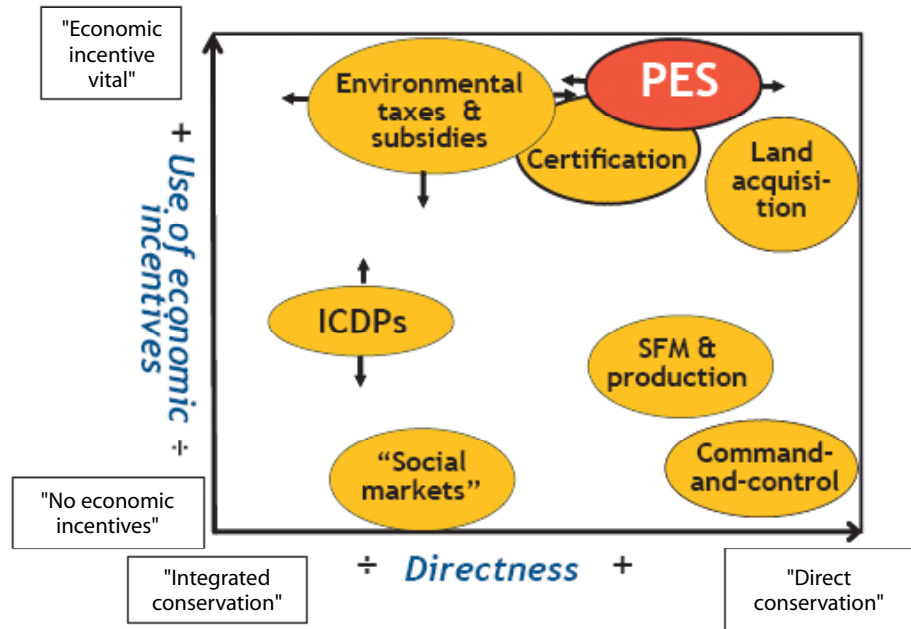 "Economic
incentive
vital"
+ Use of economic ÷
incentives
Environmental
taxes &
subsidies
PES
Certification
Land
acquisi-
tion
ICDPs
SFM &
production
“Social
markets”
Command-
and-control
"No economic
incentives"
÷ Directness +
"Integrated
conservation"
"Direct
conservation"